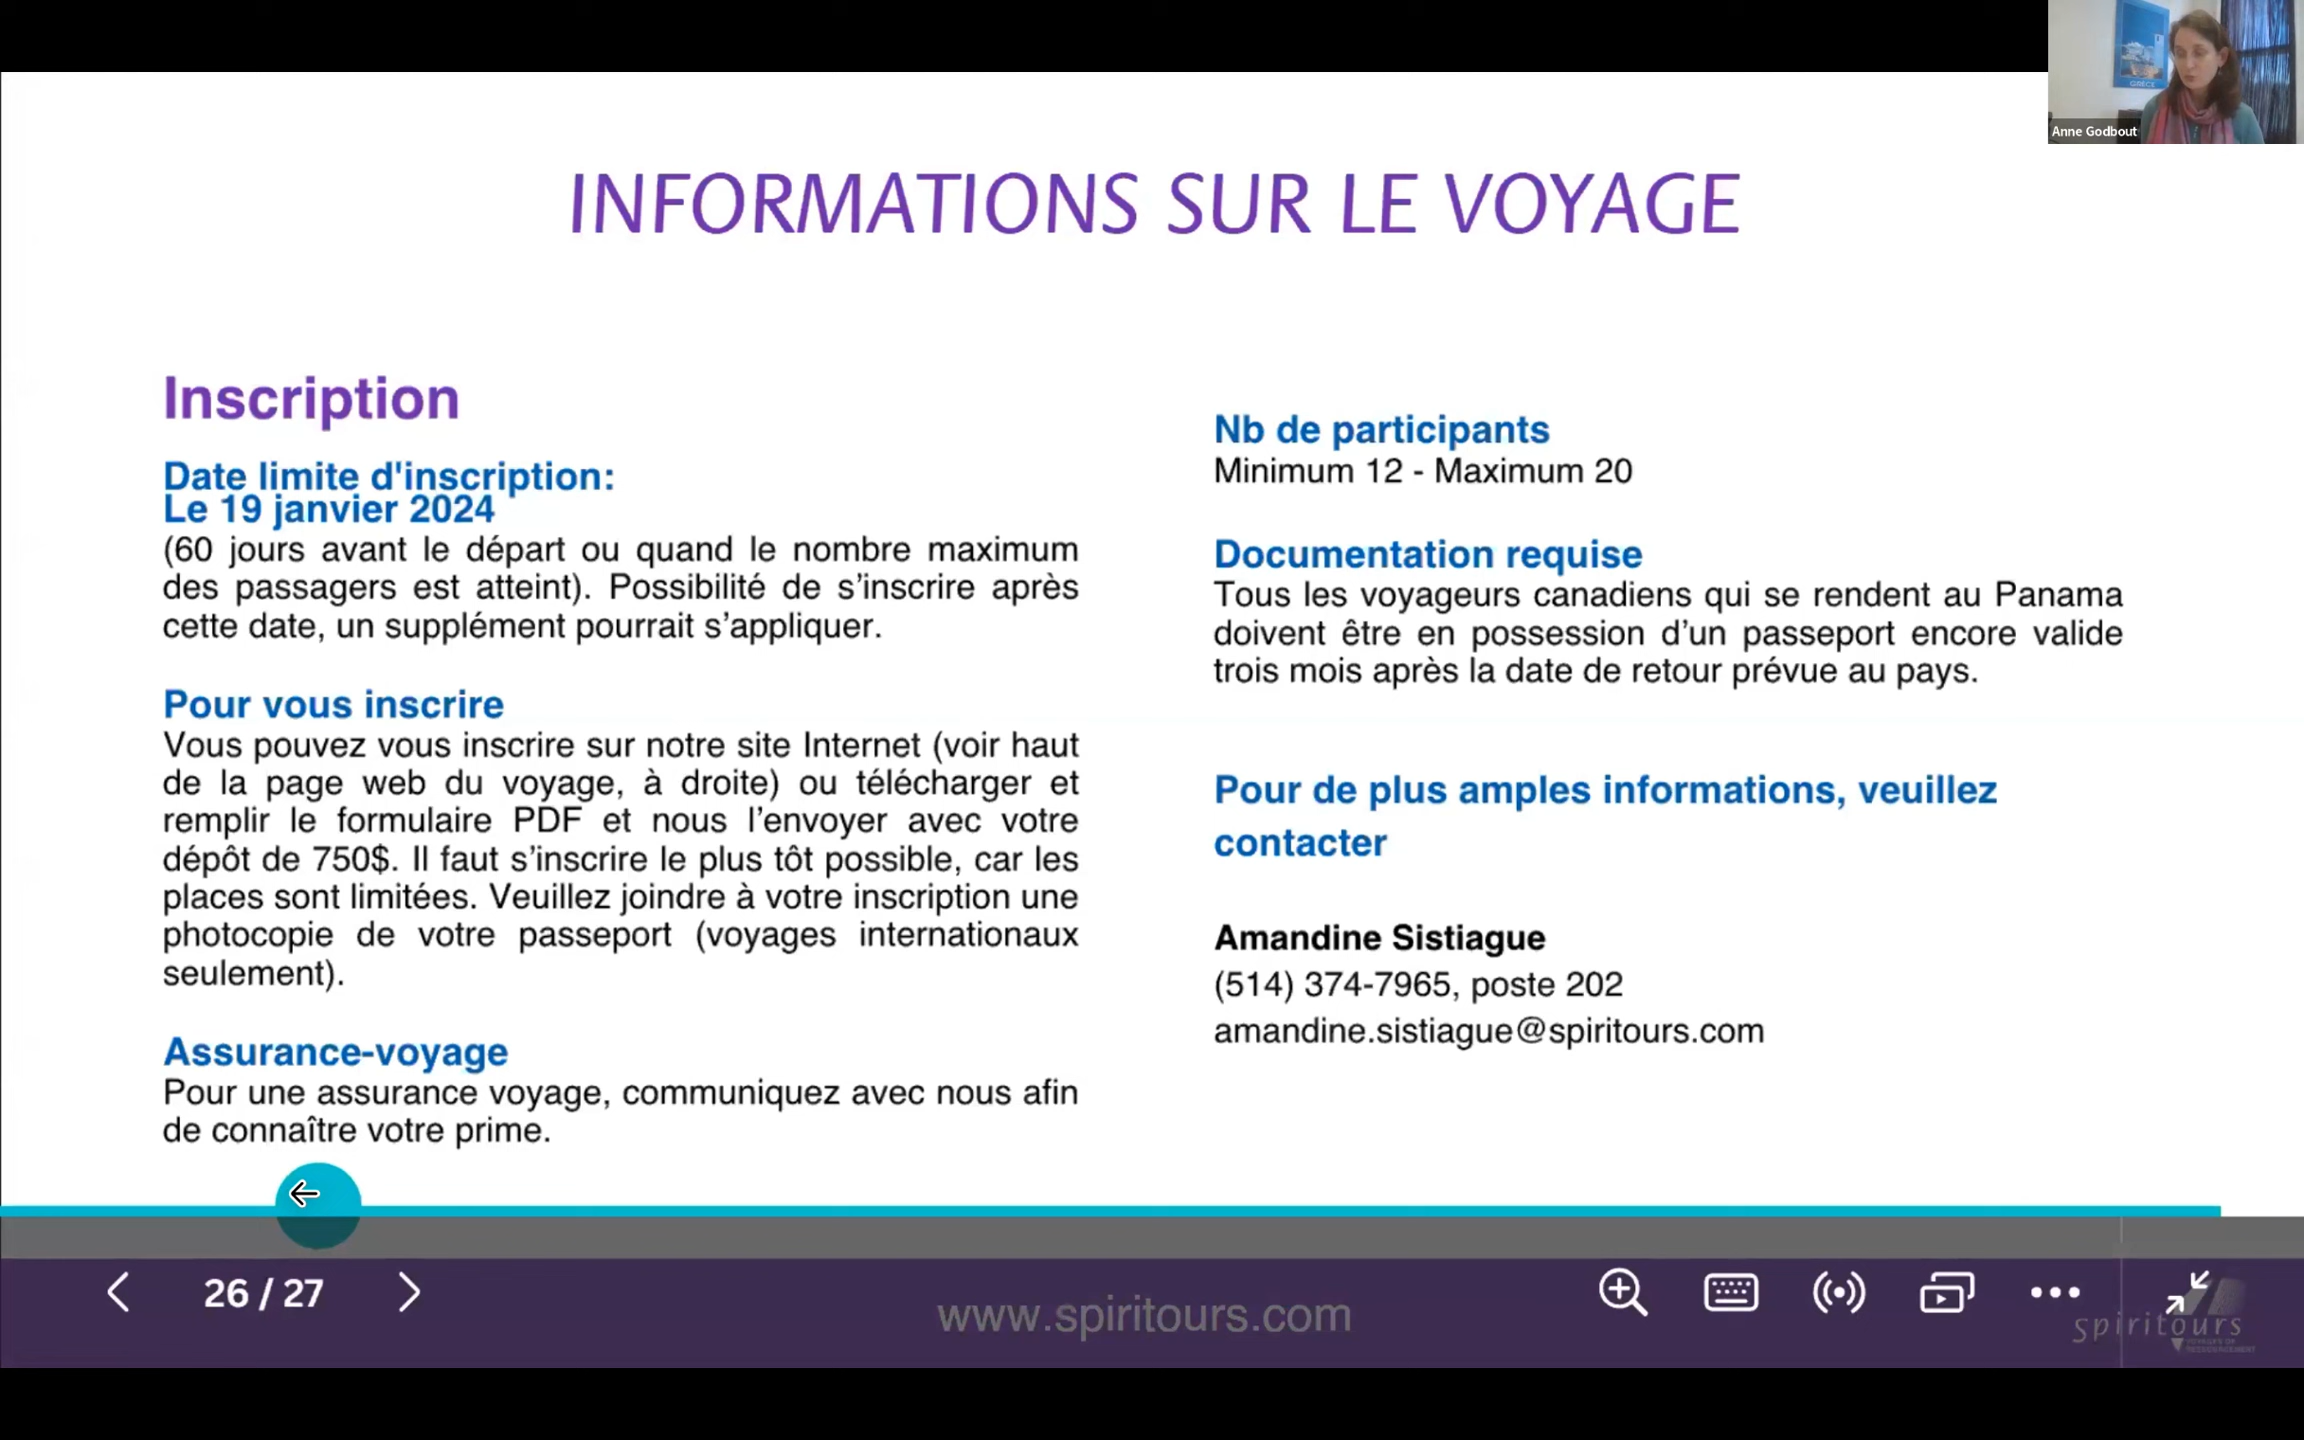 GRECE
Anne Godbout
INFORMATIONS SUR LE VOYAGE
Inscription
Date limite d'inscription:
Le 19 janvier 2024
(60 jours avant le départ ou quand le nombre maximum
des passagers est atteint). Possibilité de s’inscrire après
cette date, un supplément pourrait s’appliquer.
Pour vous inscrire
Vous pouvez vous inscrire sur notre site Internet (voir haut
de la page web du voyage, à droite) ou télécharger et
remplir le formulaire PDF et nous l’envoyer avec votre
dépôt de 750$. Il faut s’inscrire le plus tôt possible, car les
places sont limitées. Veuillez joindre à votre inscription une
photocopie de votre passeport (voyages internationaux
seulement).
Assurance-voyage
Pour une assurance voyage, communiquez avec nous afin
de connaître votre prime.
Nb de participants
Minimum 12 - Maximum 20
Documentation requise
Tous les voyageurs canadiens qui se rendent au Panama
doivent être en possession d’un passeport encore valide
trois mois après la date de retour prévue au pays.
Pour de plus amples informations, veuillez
contacter
Amandine Sistiague
(514) 374-7965, poste 202
amandine.sistiague@spiritours.com
26 / 27
www.spiritours.com
spiritours